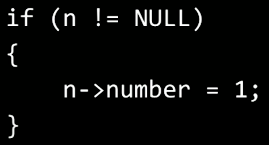 if (n != NULL)
{
    n->number = 1;
}